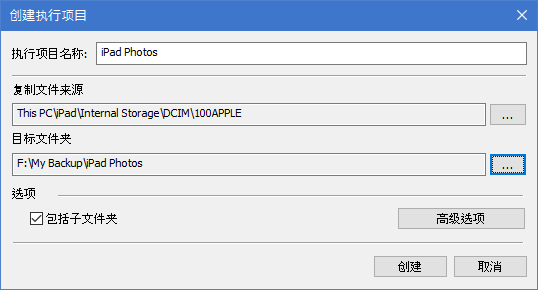 创建执行项目
执行项目名称: iPad Photos
复制文件来源
This PC\iPad\Internal Storage\DCIM\100APPLE ...
目标文件夹
F:\My Backup\iPad Photos ...
选项
包括子文件夹 高级选项
创建 取消